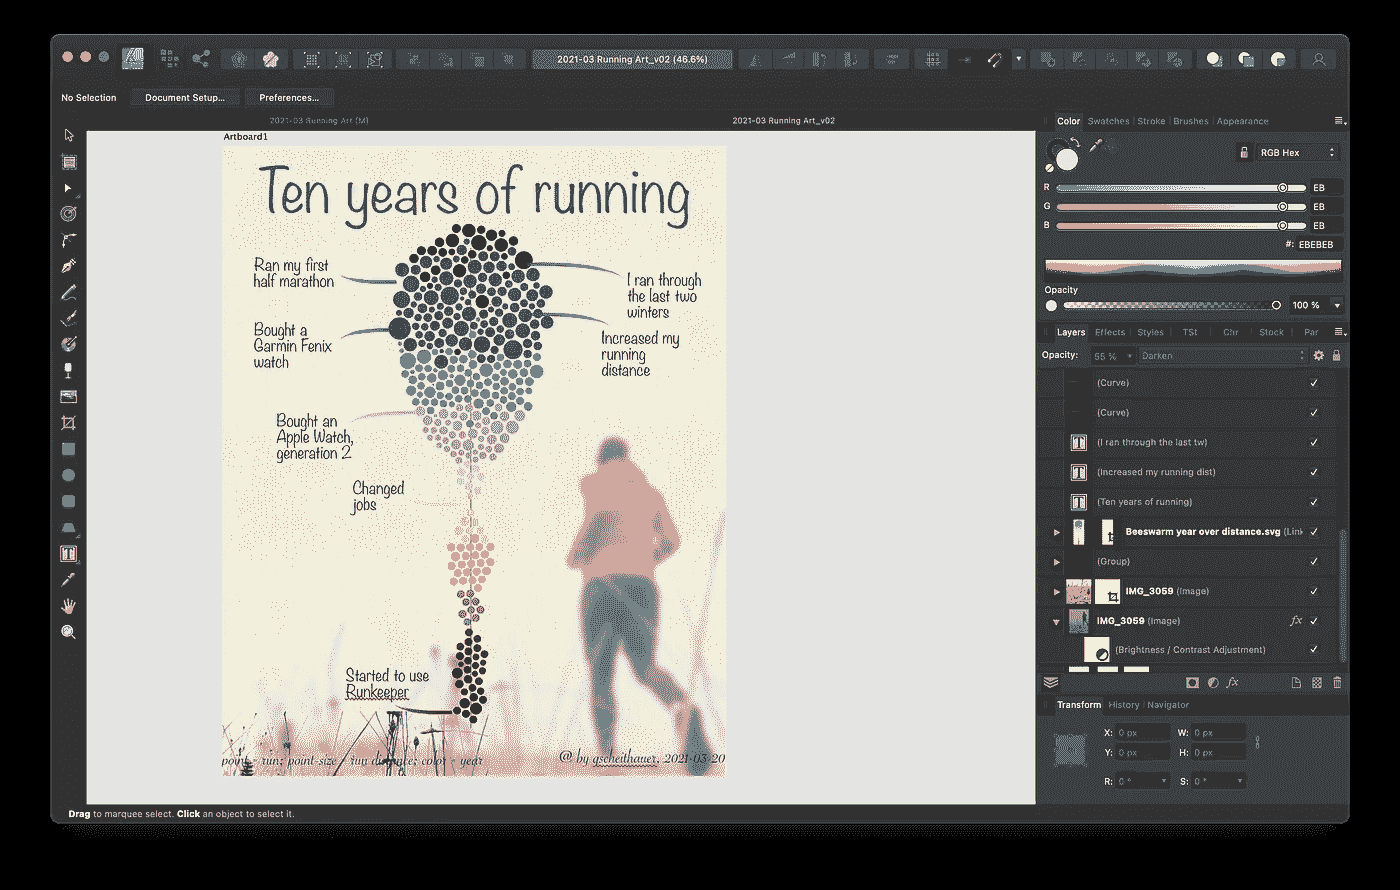 2021-03 Running Art_v02 (46.6%)
No Selection
Document Setup...
Preferences...
2021-03 Running Art (M)
2021-03 Running Art_v02
Artboard1
Ten years of running
Ran my first
half marathon
I ran through
the last two
winters
Bought a
Garmin Fenix
watch
Increased my
running
distance
Bought an
Apple Watch,
generation 2
Changed
jobs
Started to use
Runkeeper
point = run; point-size = run distance; color = year
@ by gscheithauer, 2021-03-20
Color Swatches Stroke Brushes Appearance
RGB Hex
R EB
G EB
B EB
#: EBEBEB
Opacity
100 %
Layers Effects Styles TSt Chr Stock Par
Opacity: 55 % Darken
(Curve)
(Curve)
(I ran through the last tw)
(Increased my running dist)
(Ten years of running)
Beeswarm year over distance.svg (Link
(Group)
IMG_3059 (Image)
IMG_3059 (Image) fx
(Brightness / Contrast Adjustment)
fx
Transform History Navigator
X: 0 px W: 0 px
Y: 0 px H: 0 px
R: 0 ° S: 0 °
Drag to marquee select. Click an object to select it.